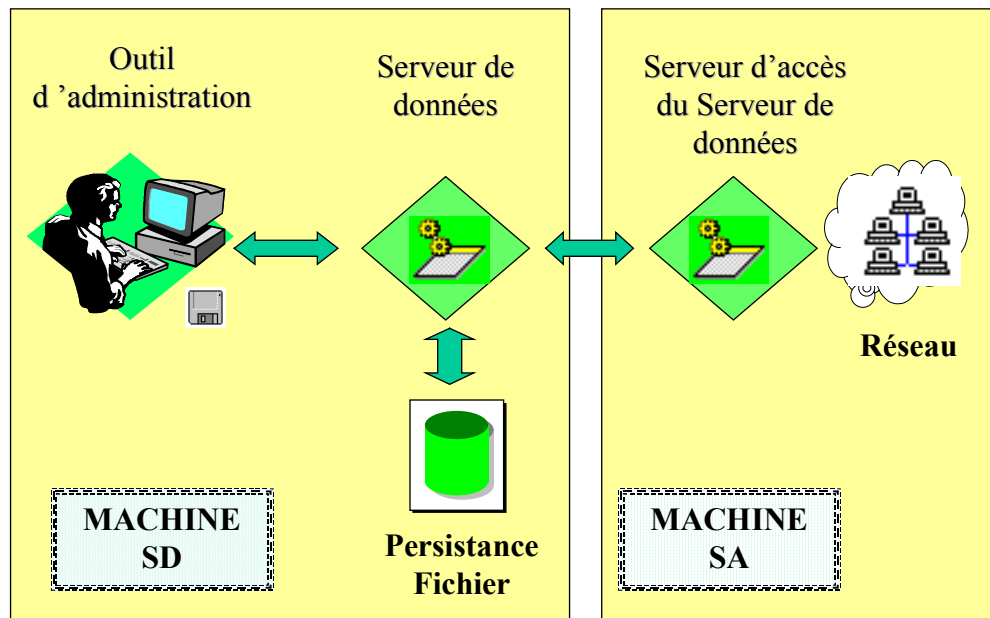 Outil
d ’administration
Serveur de
données
Serveur d’accès
du Serveur de
données
Réseau
MACHINE
SD
Persistance
Fichier
MACHINE
SA